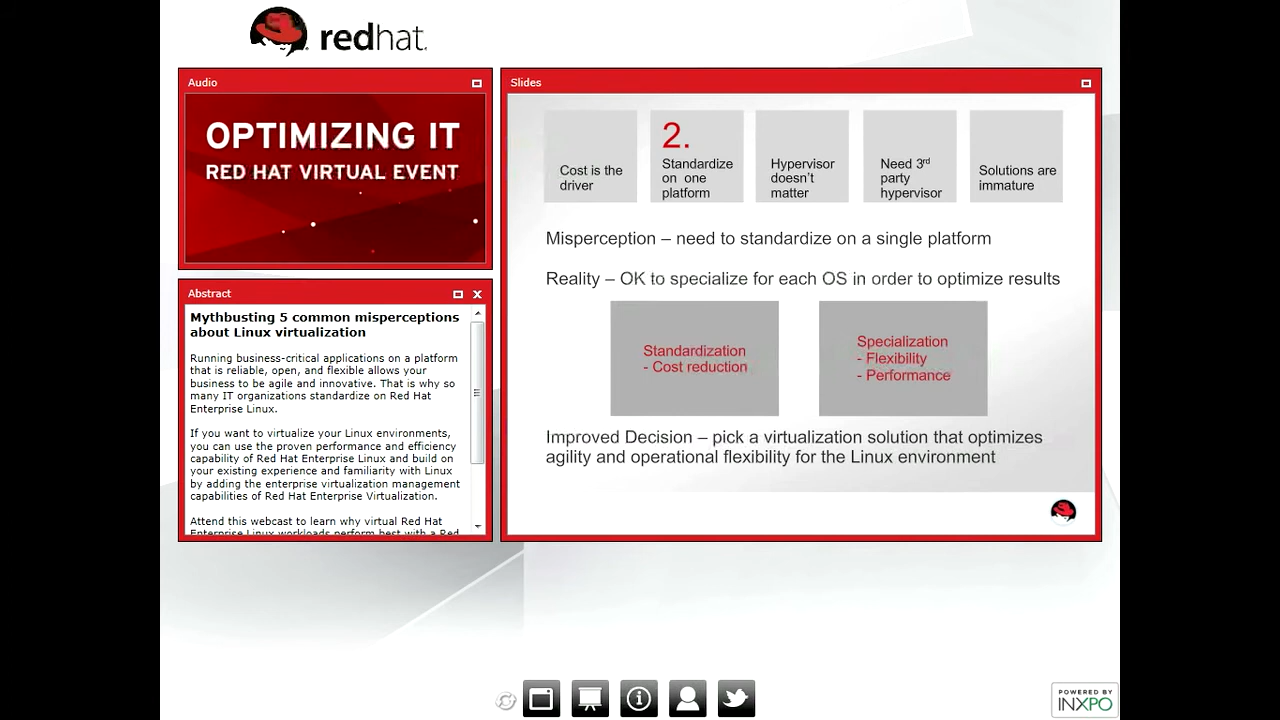 redhat.
Audio
OPTIMIZING IT
RED HAT VIRTUAL EVENT
Abstract
Mythbusting 5 common misperceptions
about Linux virtualization
Running business-critical applications on a platform
that is reliable, open, and flexible allows your
business to be agile and innovative. That is why so
many IT organizations standardize on Red Hat
Enterprise Linux.
If you want to virtualize your Linux environments,
you can use the proven performance and efficiency
capability of Red Hat Enterprise Linux and build on
your existing experience and familiarity with Linux
by adding the enterprise virtualization management
capabilities of Red Hat Enterprise Virtualization.
Attend this webcast to learn why virtual Red Hat
Enterprise Linux workloads perform best with a Red
Slides
Cost is the
driver
2.
Standardize
on one
platform
Hypervisor
doesn't
matter
Need 3rd
party
hypervisor
Solutions are
immature
Misperception – need to standardize on a single platform
Reality – OK to specialize for each OS in order to optimize results
Standardization
- Cost reduction
Specialization
- Flexibility
- Performance
Improved Decision – pick a virtualization solution that optimizes
agility and operational flexibility for the Linux environment
POWERED BY
INXPO